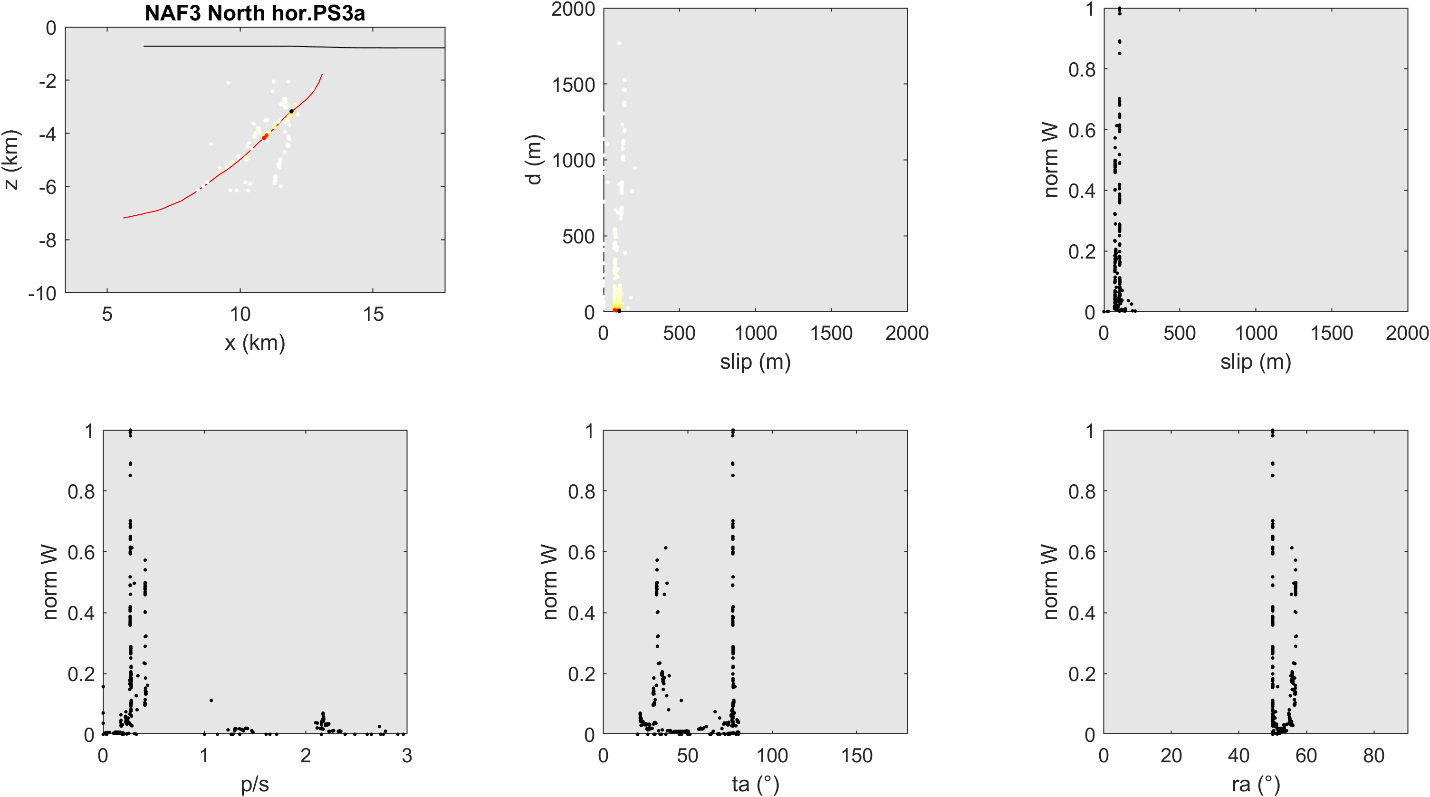 NAF3 North hor.PS3a
0
-2
-4
-6
-8
-10
z (km)
5 10 15
x (km)
2000
1500
1000
500
0
d (m)
0 500 1000 1500 2000
slip (m)
1
0.8
0.6
0.4
0.2
0
norm W
0 500 1000 1500 2000
slip (m)
1
0.8
0.6
0.4
0.2
0
norm W
0 1 2 3
p/s
1
0.8
0.6
0.4
0.2
0
norm W
0 50 100 150
ta (°)
1
0.8
0.6
0.4
0.2
0
norm W
0 20 40 60 80
ra (°)